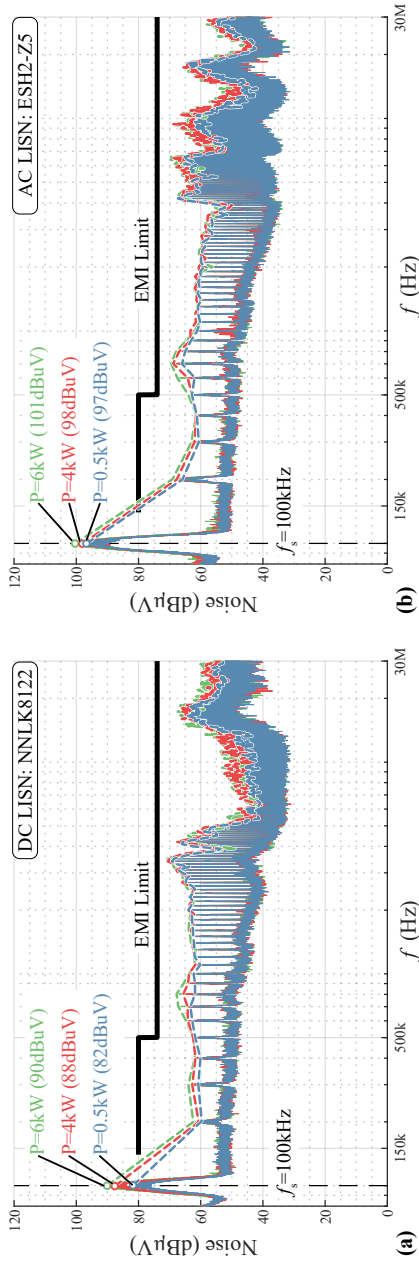 DC LISN: NNLK8122
P=6kW (90dBuV)
P=4kW (88dBuV)
P=0.5kW (82dBuV)
EMI Limit
fs=100kHz
Noise (dBµV)
120
100
80
60
40
20
0
150k
500k
30M
f (Hz)
(a)
AC LISN: ESH2-Z5
P=6kW (101dBuV)
P=4kW (98dBuV)
P=0.5kW (97dBuV)
EMI Limit
fs=100kHz
Noise (dBµV)
120
100
80
60
40
20
0
150k
500k
30M
f (Hz)
(b)